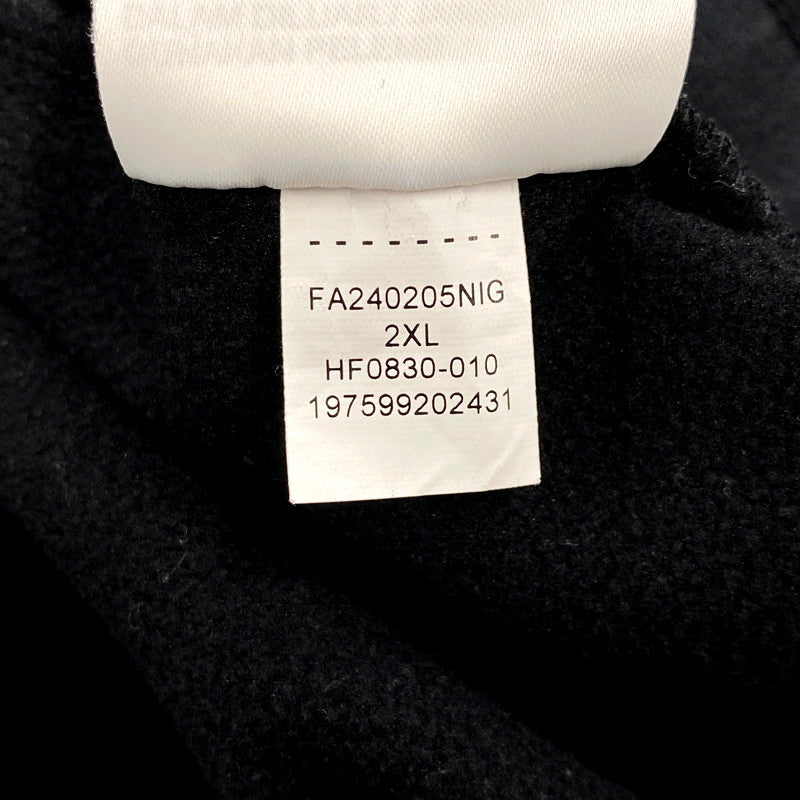 --------
FA240205NIG
2XL
HF0830-010
197599202431